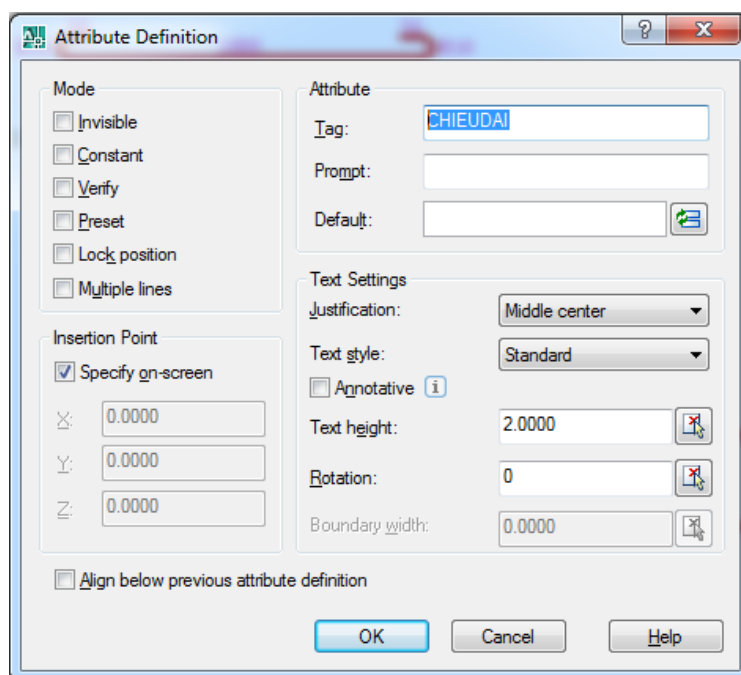 Attribute Definition
Mode
Invisible
Constant
Verify
Preset
Lock position
Multiple lines
Insertion Point
Specify on-screen
X: 0.0000
Y: 0.0000
Z: 0.0000
Attribute
Tag: CHIEUDAI
Prompt:
Default:
Text Settings
Justification: Middle center
Text style: Standard
Annotative i
Text height: 2.0000
Rotation: 0
Boundary width: 0.0000
Align below previous attribute definition
OK Cancel Help